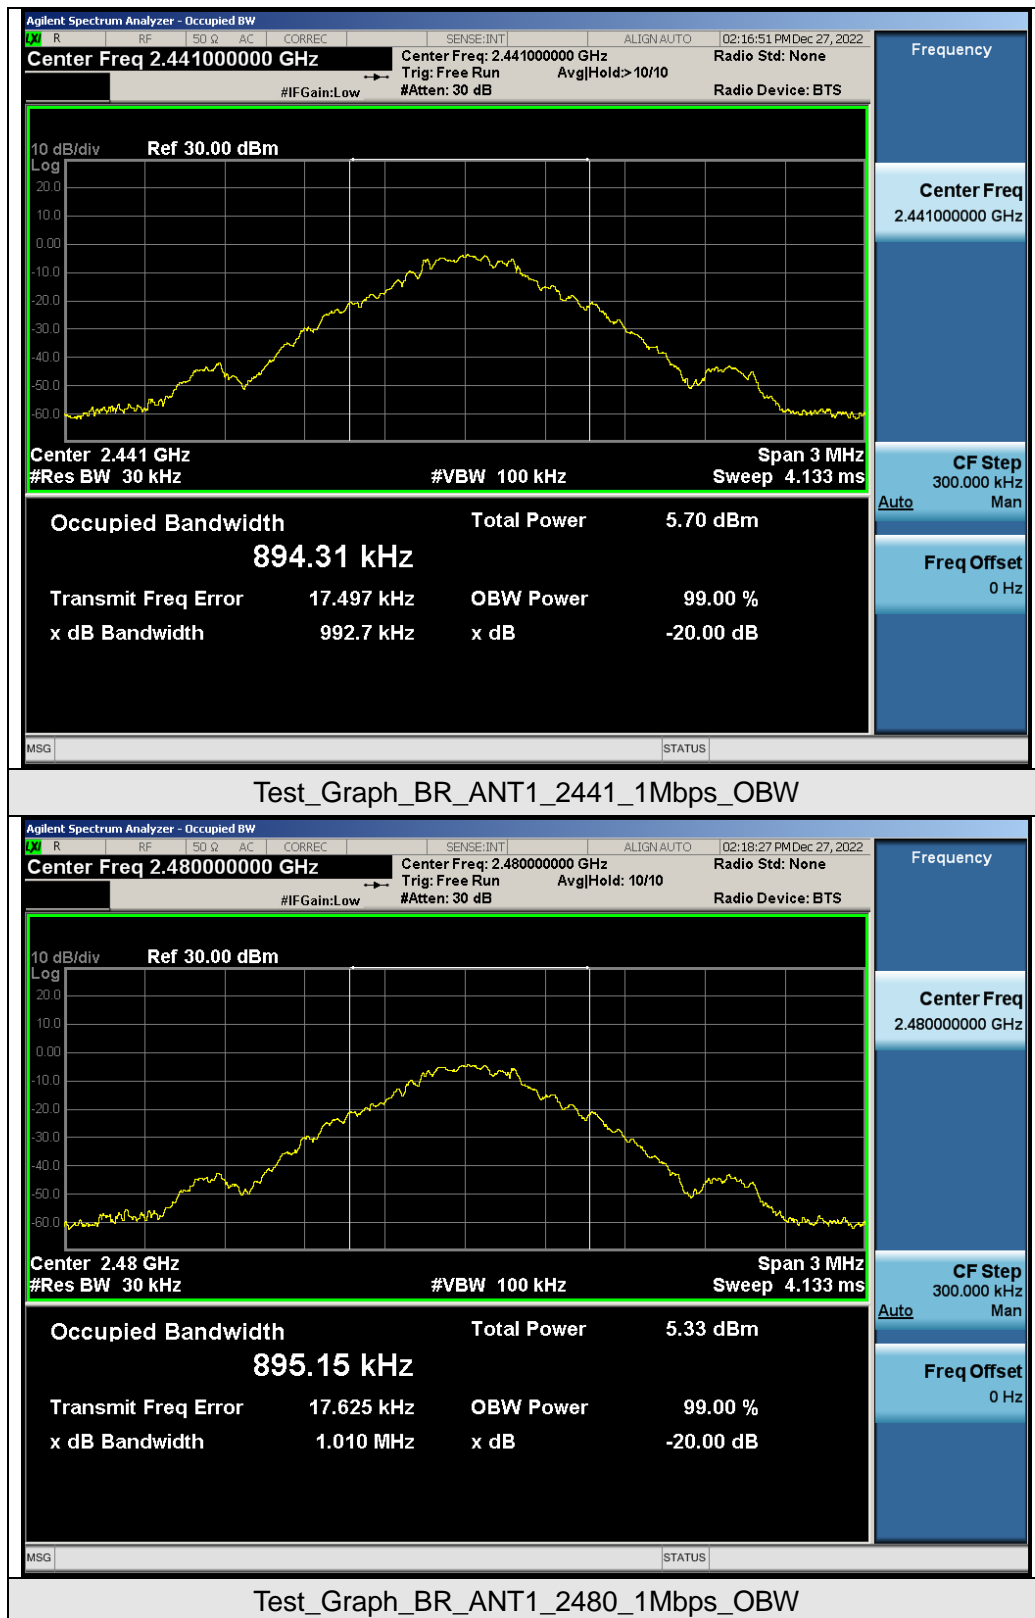 Agilent Spectrum Analyzer - Occupied BW
LXI R RF 50 Ω AC CORREC SENSE:INT ALIGN AUTO 02:16:51 PM Dec 27, 2022
Center Freq 2.441000000 GHz
Center Freq: 2.441000000 GHz Radio Std: None
Trig: Free Run Avg|Hold:> 10/10
#IFGain:Low #Atten: 30 dB Radio Device: BTS
Frequency
10 dB/div Ref 30.00 dBm
Log
20.0
10.0
0.00
-10.0
-20.0
-30.0
-40.0
-50.0
-60.0
Center 2.441 GHz Span 3 MHz
#Res BW 30 kHz #VBW 100 kHz Sweep 4.133 ms
Center Freq
2.441000000 GHz
CF Step
300.000 kHz
Auto Man
Freq Offset
0 Hz
Occupied Bandwidth Total Power 5.70 dBm
894.31 kHz
Transmit Freq Error 17.497 kHz OBW Power 99.00 %
x dB Bandwidth 992.7 kHz x dB -20.00 dB
MSG STATUS
Test_Graph_BR_ANT1_2441_1Mbps_OBW
Agilent Spectrum Analyzer - Occupied BW
LXI R RF 50 Ω AC CORREC SENSE:INT ALIGN AUTO 02:18:27 PM Dec 27, 2022
Center Freq 2.480000000 GHz
Center Freq: 2.480000000 GHz Radio Std: None
Trig: Free Run Avg|Hold: 10/10
#IFGain:Low #Atten: 30 dB Radio Device: BTS
Frequency
10 dB/div Ref 30.00 dBm
Log
20.0
10.0
0.00
-10.0
-20.0
-30.0
-40.0
-50.0
-60.0
Center 2.48 GHz Span 3 MHz
#Res BW 30 kHz #VBW 100 kHz Sweep 4.133 ms
Center Freq
2.480000000 GHz
CF Step
300.000 kHz
Auto Man
Freq Offset
0 Hz
Occupied Bandwidth Total Power 5.33 dBm
895.15 kHz
Transmit Freq Error 17.625 kHz OBW Power 99.00 %
x dB Bandwidth 1.010 MHz x dB -20.00 dB
MSG STATUS
Test_Graph_BR_ANT1_2480_1Mbps_OBW